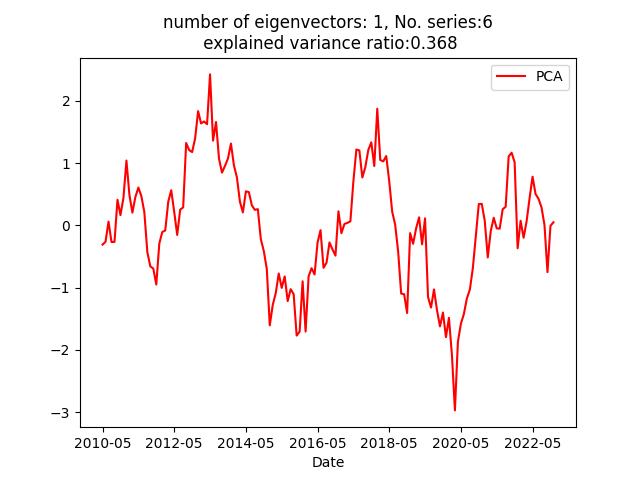 number of eigenvectors: 1, No. series:6
explained variance ratio:0.368
PCA
2
1
0
−1
−2
−3
2010-05 2012-05 2014-05 2016-05 2018-05 2020-05 2022-05
Date